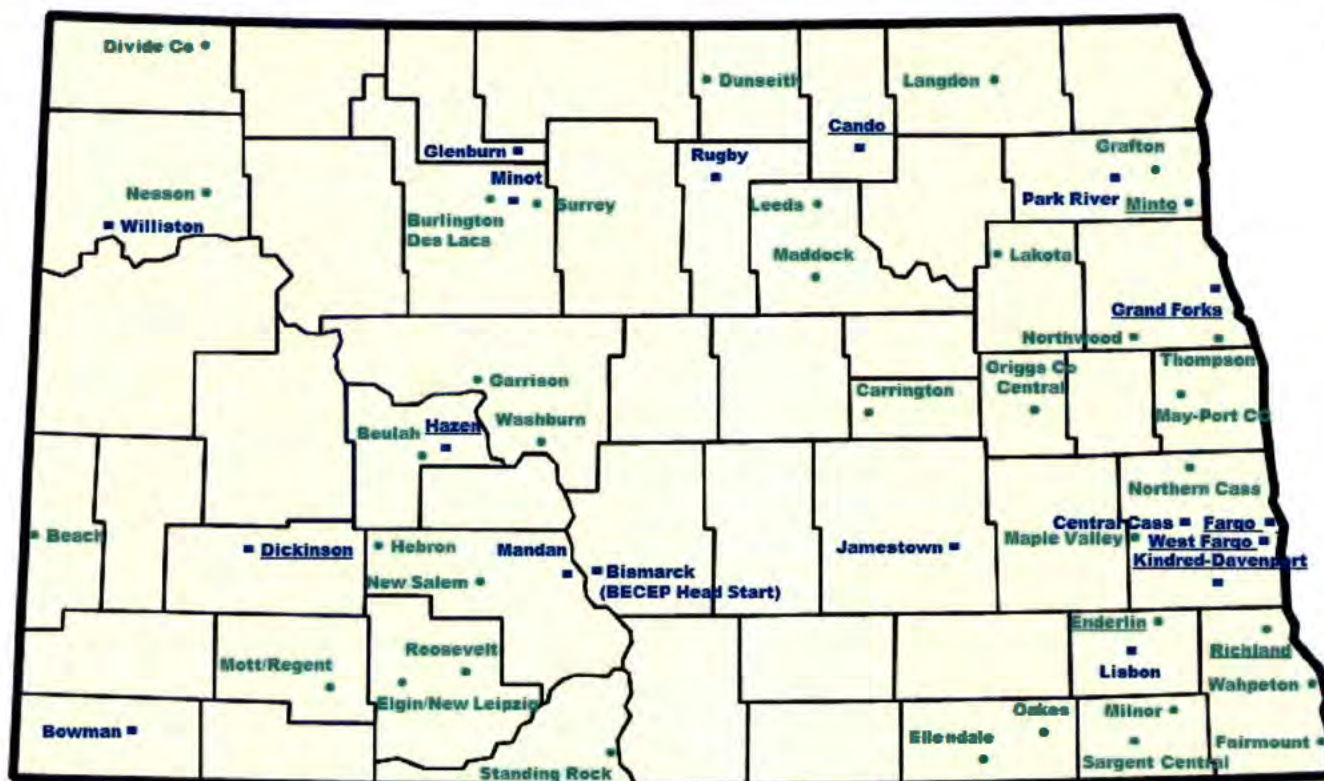 Divide Co
Dunseith
Langdon
Cando
Glenburn
Rugby
Grafton
Minot
Nesson
Park River
Minto
Burlington
Des Lacs
Surrey
Leeds
Williston
Maddock
Lakota
Grand Forks
Northwood
Thompson
Garrison
Griggs Co
Central
Carrington
Washburn
May-Port CG
Beulah
Hazen
Northern Cass
Central Cass
Fargo
Beach
Dickinson
Hebron
Mandan
Jamestown
Maple Valley
West Fargo
Kindred-Davenport
New Salem
Bismarck
(BECEP Head Start)
Enderlin
Richland
Mott/Regent
Roosevelt
Lisbon
Elgin/New Leipzig
Wahpeton
Bowman
Oakes
Milnor
Ellendale
Fairmount
Standing Rock
Sargent Central